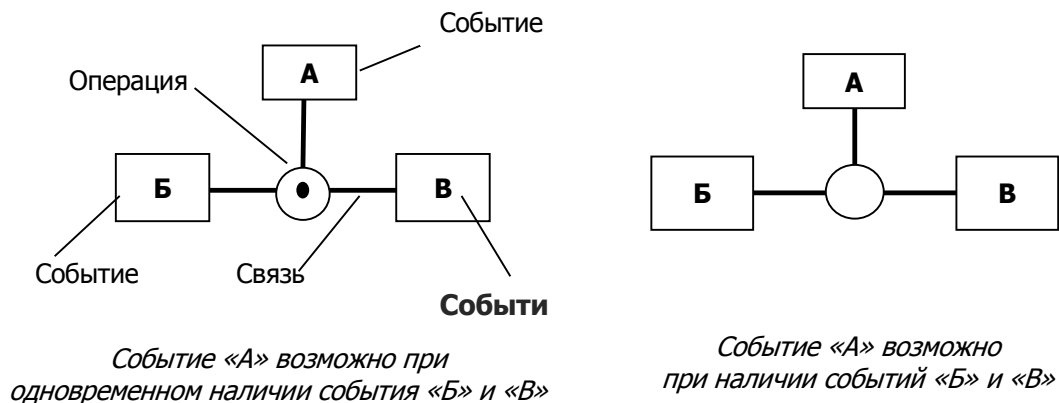 Событие
А
Операция
Б
В
Событие
Связь
Событи
Событие «А» возможно при
одновременном наличии события «Б» и «В»
А
Б
В
Событие «А» возможно
при наличии событий «Б» и «В»